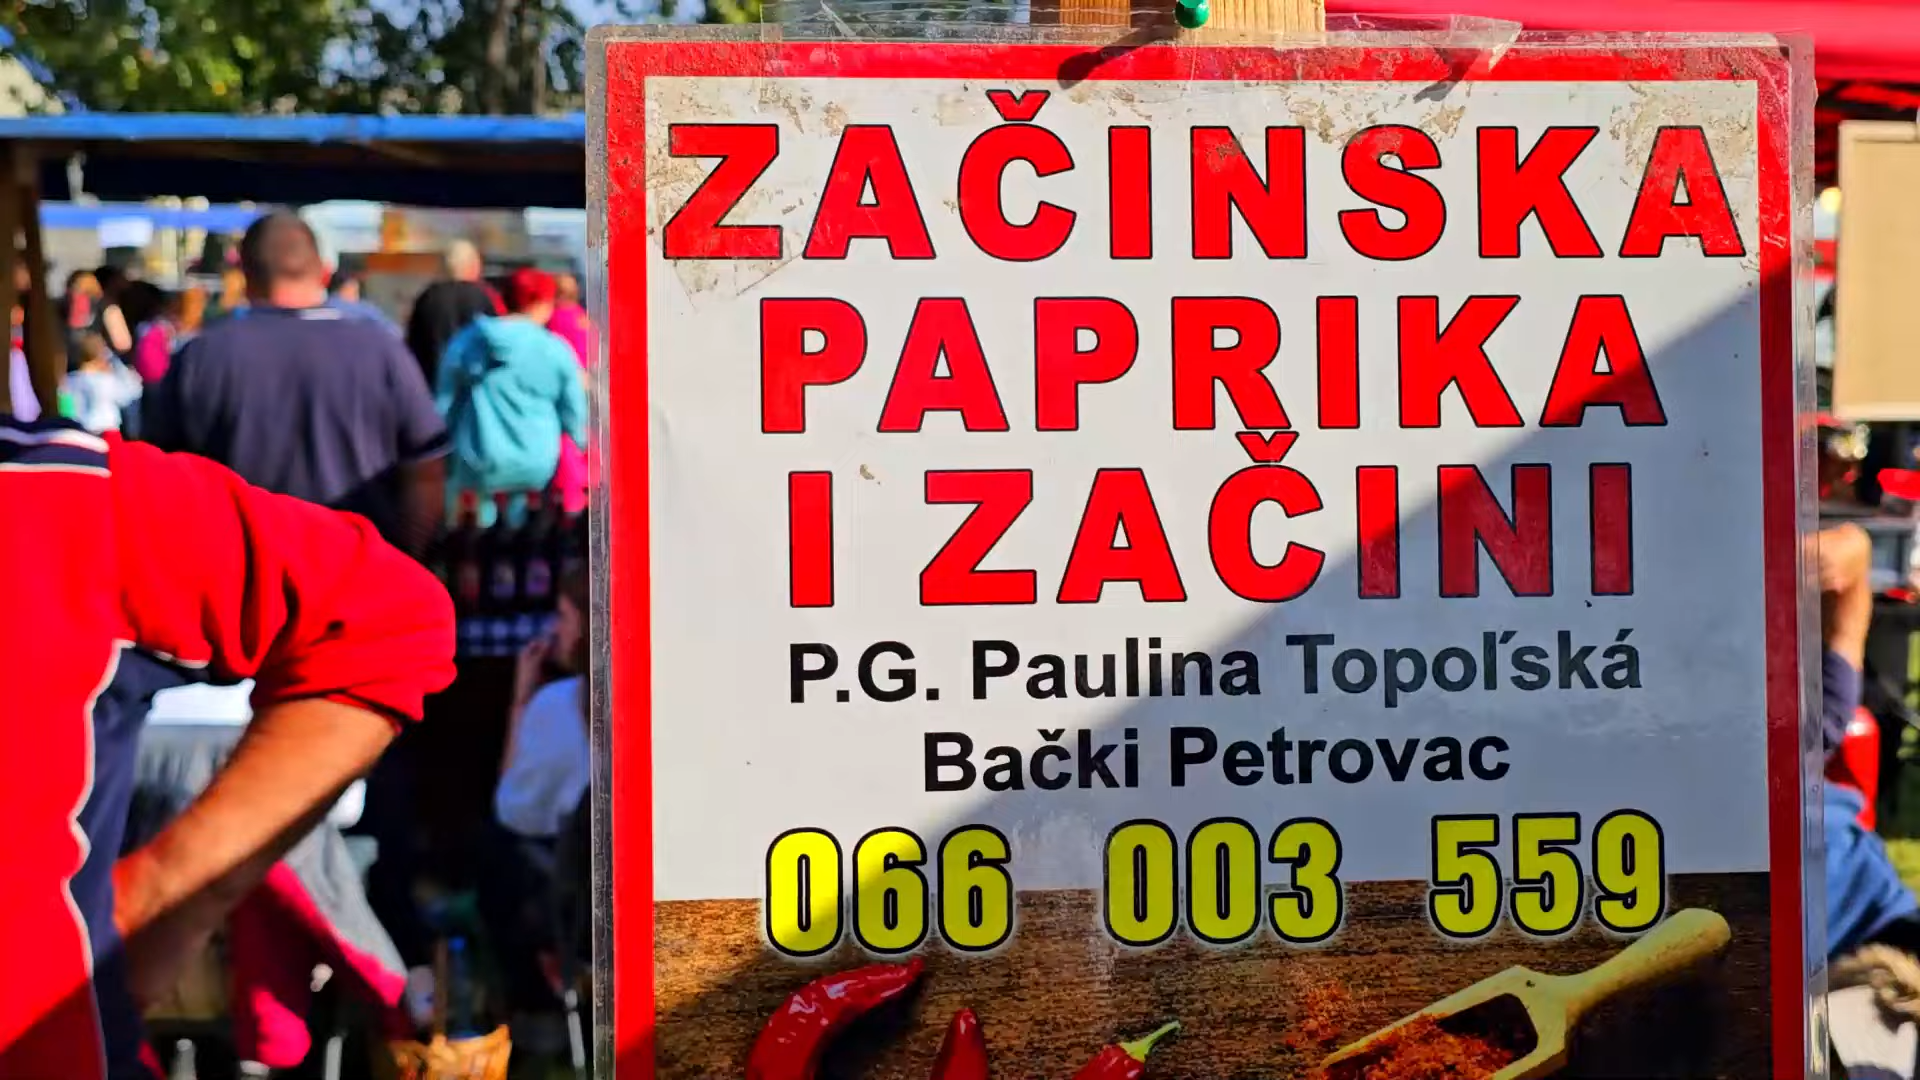 ZAČINSKA
PAPRIKA
I ZAČINI
P.G. Paulina Topoľská
Bački Petrovac
066 003 559